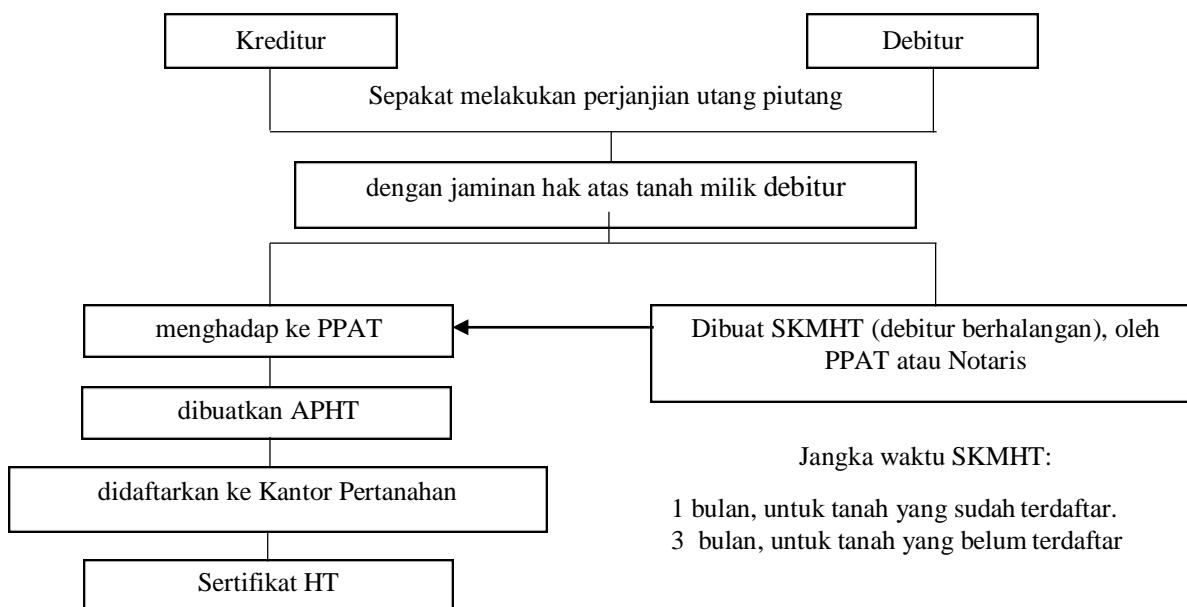 Kreditur
Debitur
Sepakat melakukan perjanjian utang piutang
dengan jaminan hak atas tanah milik debitur
menghadap ke PPAT
Dibuat SKMHT (debitur berhalangan), oleh
PPAT atau Notaris
dibuatkan APHT
didaftarkan ke Kantor Pertanahan
Sertifikat HT
Jangka waktu SKMHT:
1 bulan, untuk tanah yang sudah terdaftar.
3 bulan, untuk tanah yang belum terdaftar